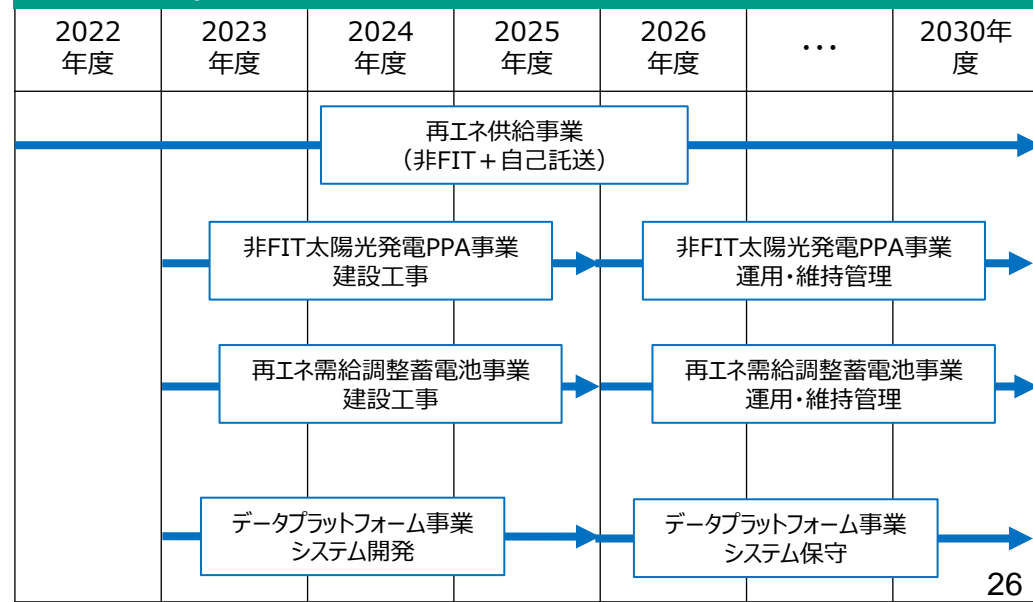 2022
年度
2023
年度
2024
年度
2025
年度
2026
年度
・・・
2030年
度
再エネ供給事業
（非FIT＋自己託送）
非FIT太陽光発電PPA事業
建設工事
非FIT太陽光発電PPA事業
運用・維持管理
再エネ需給調整蓄電池事業
建設工事
再エネ需給調整蓄電池事業
運用・維持管理
データプラットフォーム事業
システム開発
データプラットフォーム事業
システム保守
26